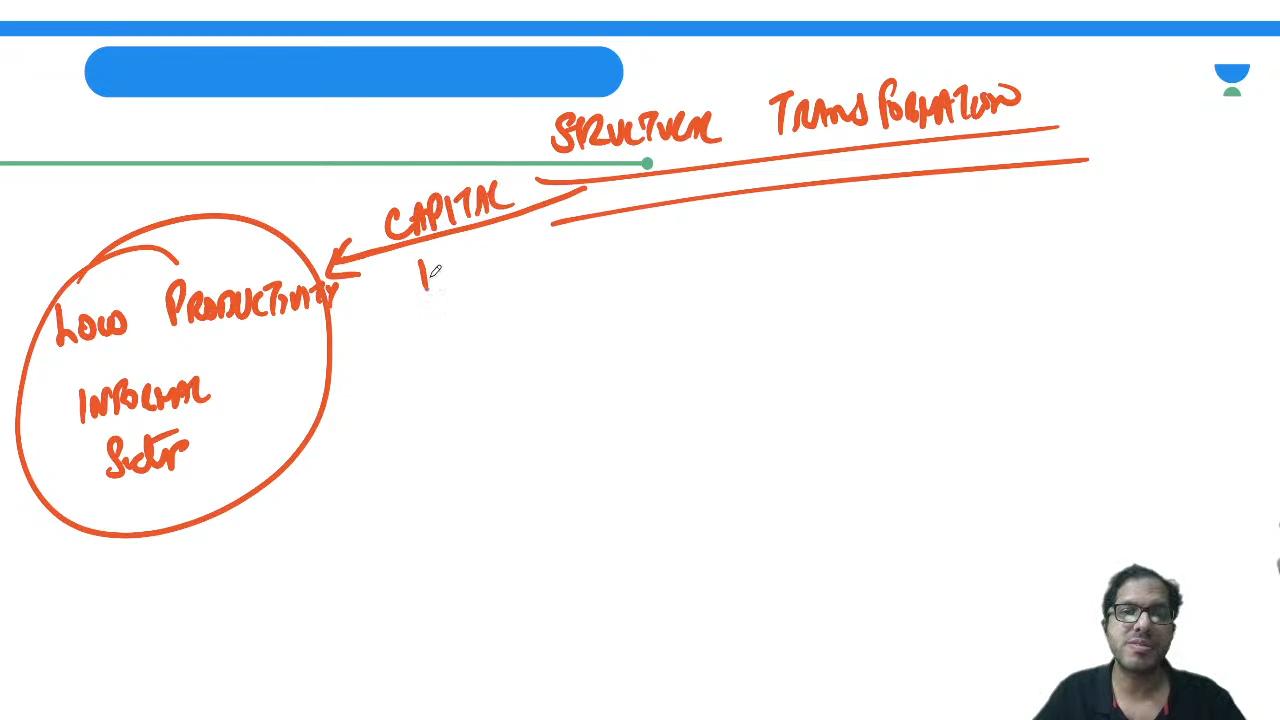 STRUCTURAL TRANSFORMATION
CAPITAL
LOW PRODUCTIVITY
INFORMAL
Sector